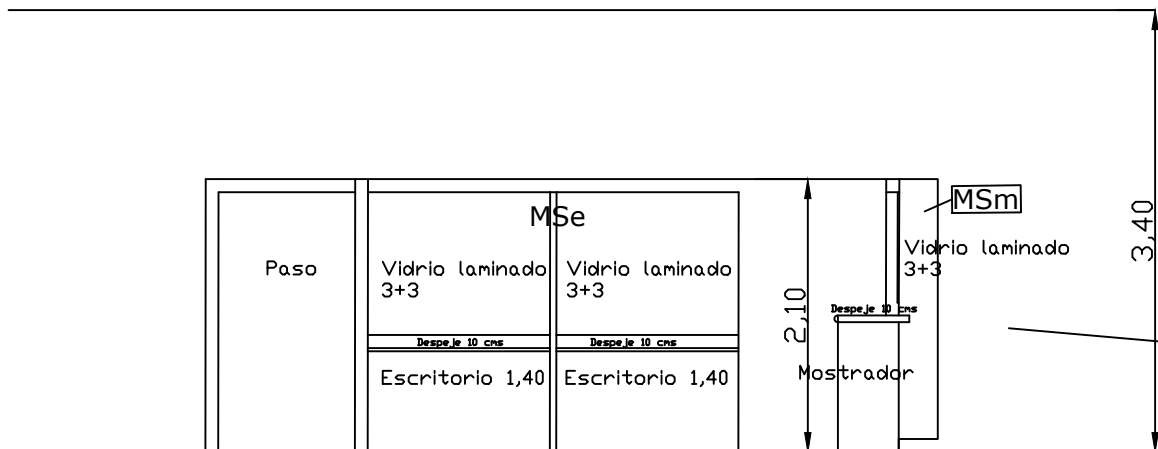 MSe
MSm
3,40
Paso
Vidrio laminado
3+3
Vidrio laminado
3+3
Vidrio laminado
3+3
2,10
Despeje 10 cms
Despeje 10 cms
Despeje 10 cms
Escritorio 1,40
Escritorio 1,40
Mostrador